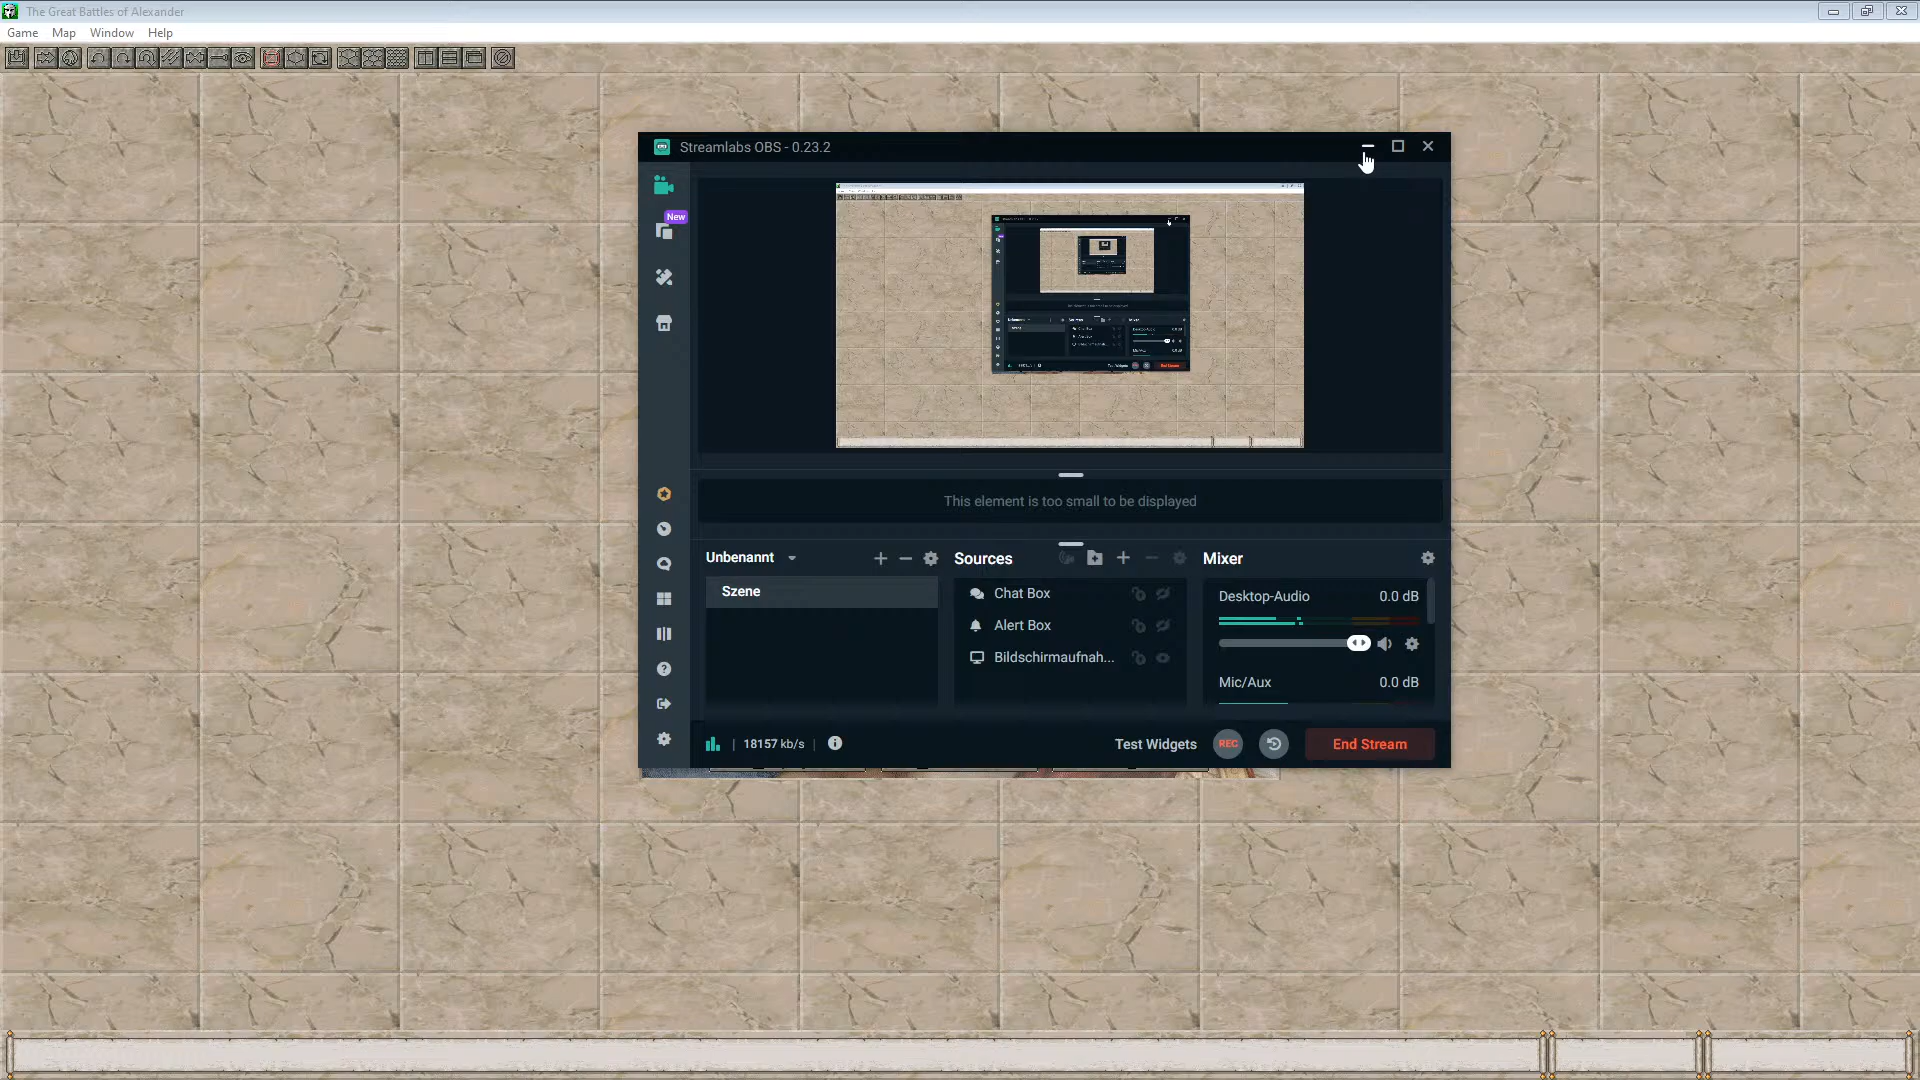 The Great Battles of Alexander
Game Map Window Help
Streamlabs OBS - 0.23.2
New
This element is too small to be displayed
Unbenannt
Szene
Sources
Chat Box
Alert Box
Bildschirmaufnah...
Mixer
Desktop-Audio 0.0 dB
Mic/Aux 0.0 dB
18157 kb/s
Test Widgets
REC
End Stream